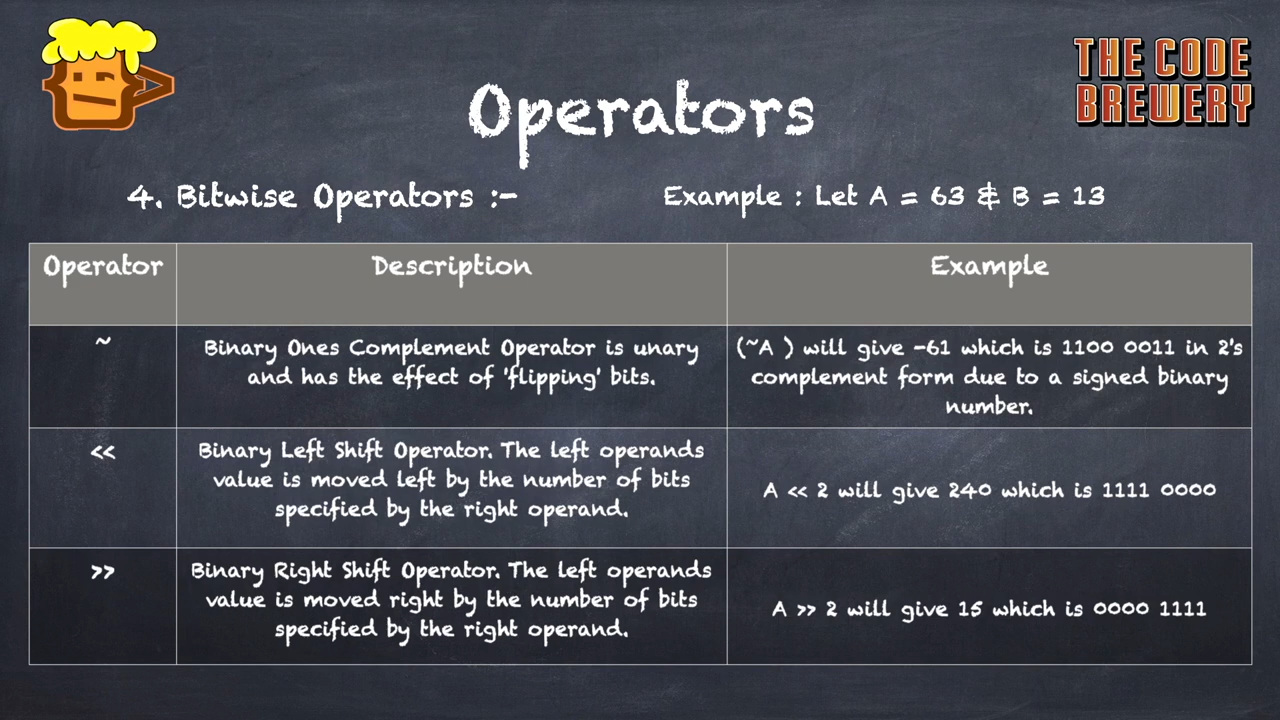 THE CODE
BREWERY
Operators
4. Bitwise Operators :-
Example : Let A = 63 & B = 13
Operator
Description
Example
~
Binary Ones Complement Operator is unary
and has the effect of 'flipping' bits.
(~A ) will give -61 which is 1100 0011 in 2's
complement form due to a signed binary
number.
<<
Binary Left Shift Operator. The left operands
value is moved left by the number of bits
specified by the right operand.
A << 2 will give 240 which is 1111 0000
>>
Binary Right Shift Operator. The left operands
value is moved right by the number of bits
specified by the right operand.
A >> 2 will give 15 which is 0000 1111